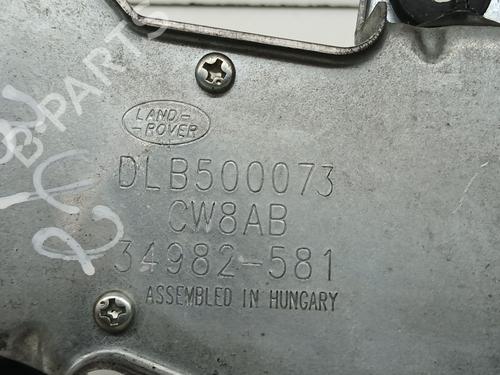 LAND-
-ROVER
DLB500073
CW8AB
34982-581
ASSEMBLED IN HUNGARY
B-PARTS